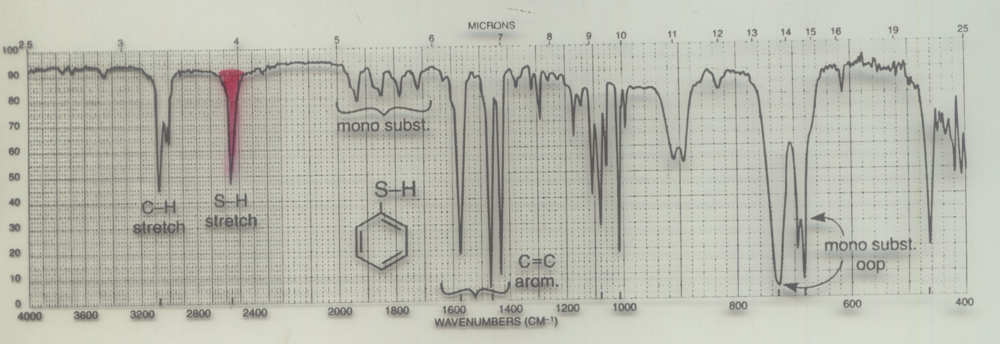 MICRONS
2.5 3 4 5 6 7 8 9 10 11 12 13 14 15 16 19 25
100
90
80
70
60
50
40
30
20
10
0
mono subst.
S–H
C–H
stretch
S–H
stretch
C=C
arom.
mono subst.
oop
4000 3600 3200 2800 2400 2000 1800 1600 1400 1200 1000 800 600 400
WAVENUMBERS (CM⁻¹)